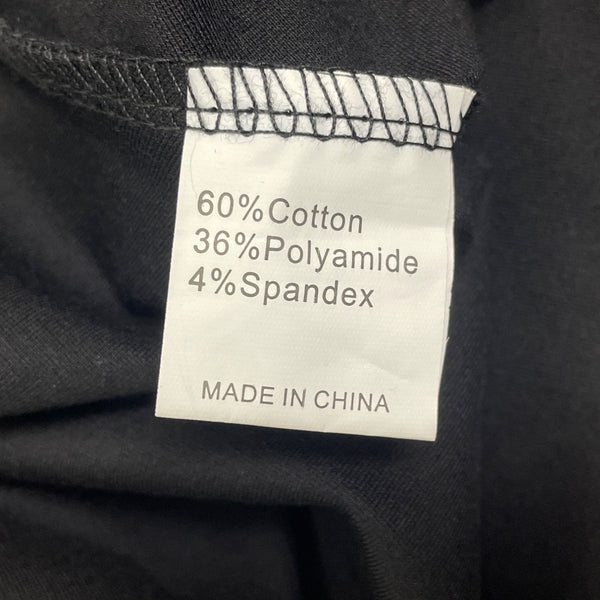 60%Cotton
36%Polyamide
4%Spandex
MADE IN CHINA